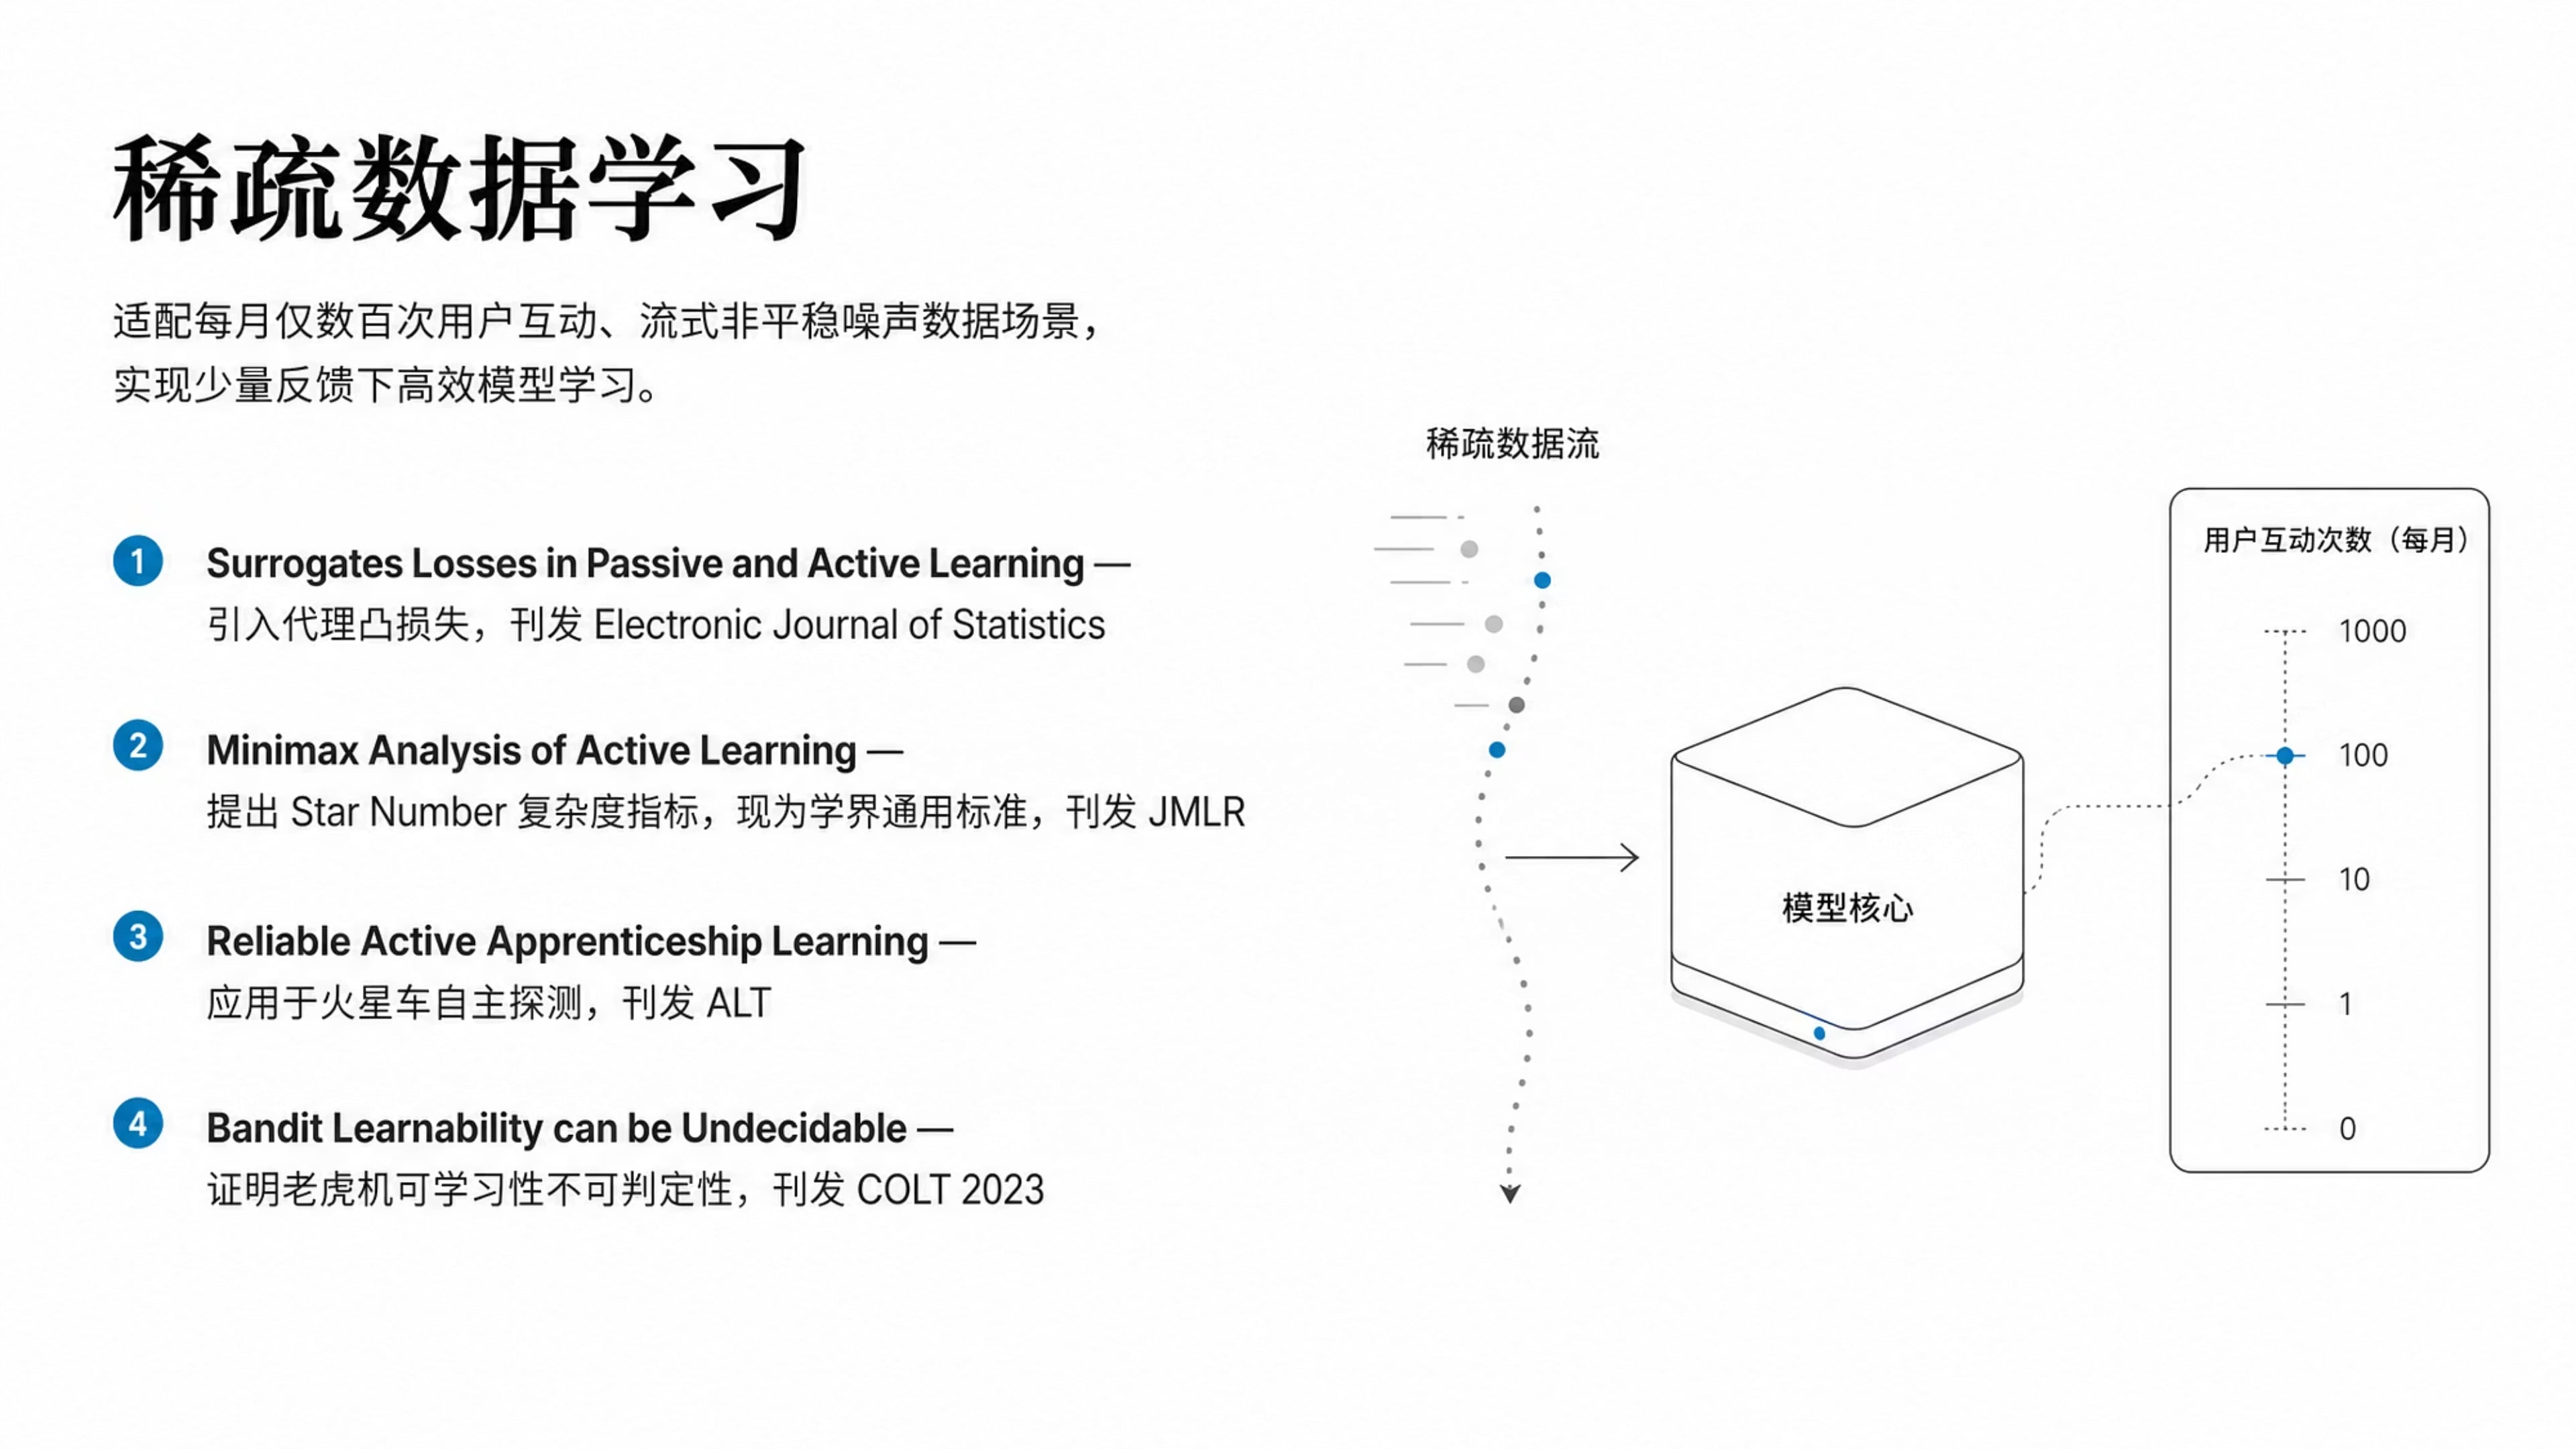 稀疏数据学习
适配每月仅数百次用户互动、流式非平稳噪声数据场景，
实现少量反馈下高效模型学习。
1 Surrogates Losses in Passive and Active Learning —
引入代理凸损失，刊发 Electronic Journal of Statistics
2 Minimax Analysis of Active Learning —
提出 Star Number 复杂度指标，现为学界通用标准，刊发 JMLR
3 Reliable Active Apprenticeship Learning —
应用于火星车自主探测，刊发 ALT
4 Bandit Learnability can be Undecidable —
证明老虎机可学习性不可判定性，刊发 COLT 2023
稀疏数据流
模型核心
用户互动次数（每月）
1000
100
10
1
0